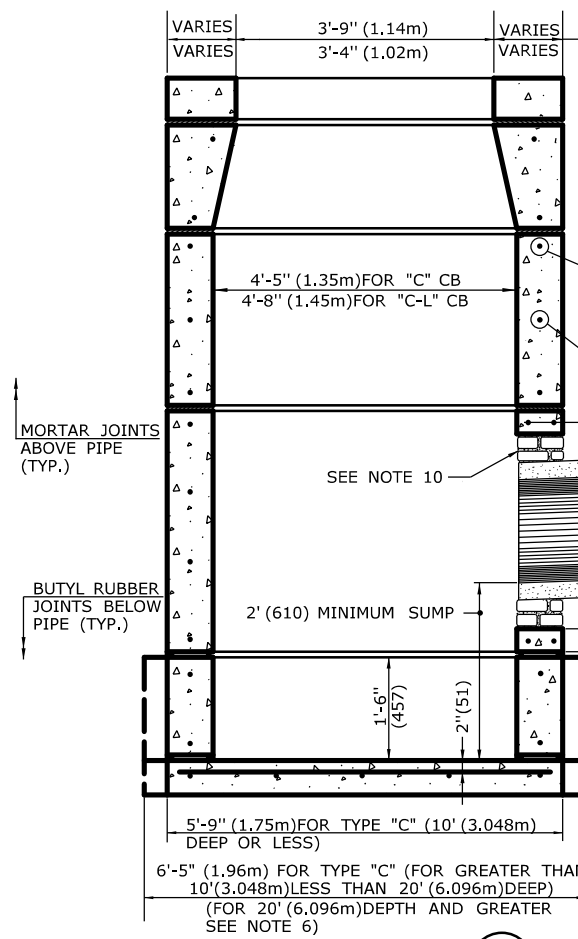 VARIES 3'-9" (1.14m) VARIES
VARIES 3'-4" (1.02m) VARIES
4'-5" (1.35m)FOR "C" CB
4'-8" (1.45m)FOR "C-L" CB
MORTAR JOINTS
ABOVE PIPE
(TYP.)
SEE NOTE 10
BUTYL RUBBER
JOINTS BELOW
PIPE (TYP.)
2' (610) MINIMUM SUMP
1'-6"
(457)
2"(51)
5'-9" (1.75m)FOR TYPE "C" (10' (3.048m)
DEEP OR LESS)
6'-5" (1.96m) FOR TYPE "C" (FOR GREATER THAN
10'(3.048m)LESS THAN 20' (6.096m)DEEP)
(FOR 20' (6.096m)DEPTH AND GREATER
SEE NOTE 6)